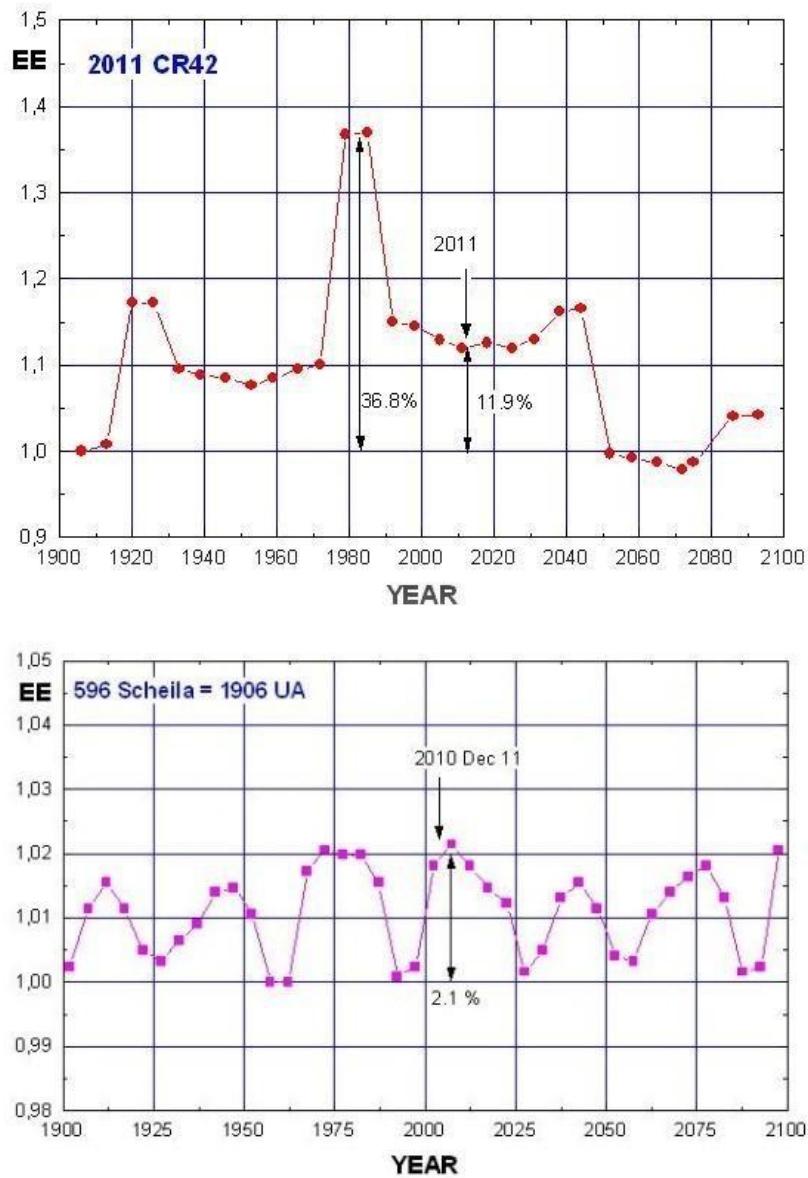 1,5
EE
2011 CR42
1,4
1,3
2011
1,2
1,1
36.8%
11.9%
1,0
0,9
1900 1920 1940 1960 1980 2000 2020 2040 2060 2080 2100
YEAR
1,05
EE
596 Scheila = 1906 UA
1,04
2010 Dec 11
1,03
1,02
1,01
1,00
2.1 %
0,99
0,98
1900 1925 1950 1975 2000 2025 2050 2075 2100
YEAR